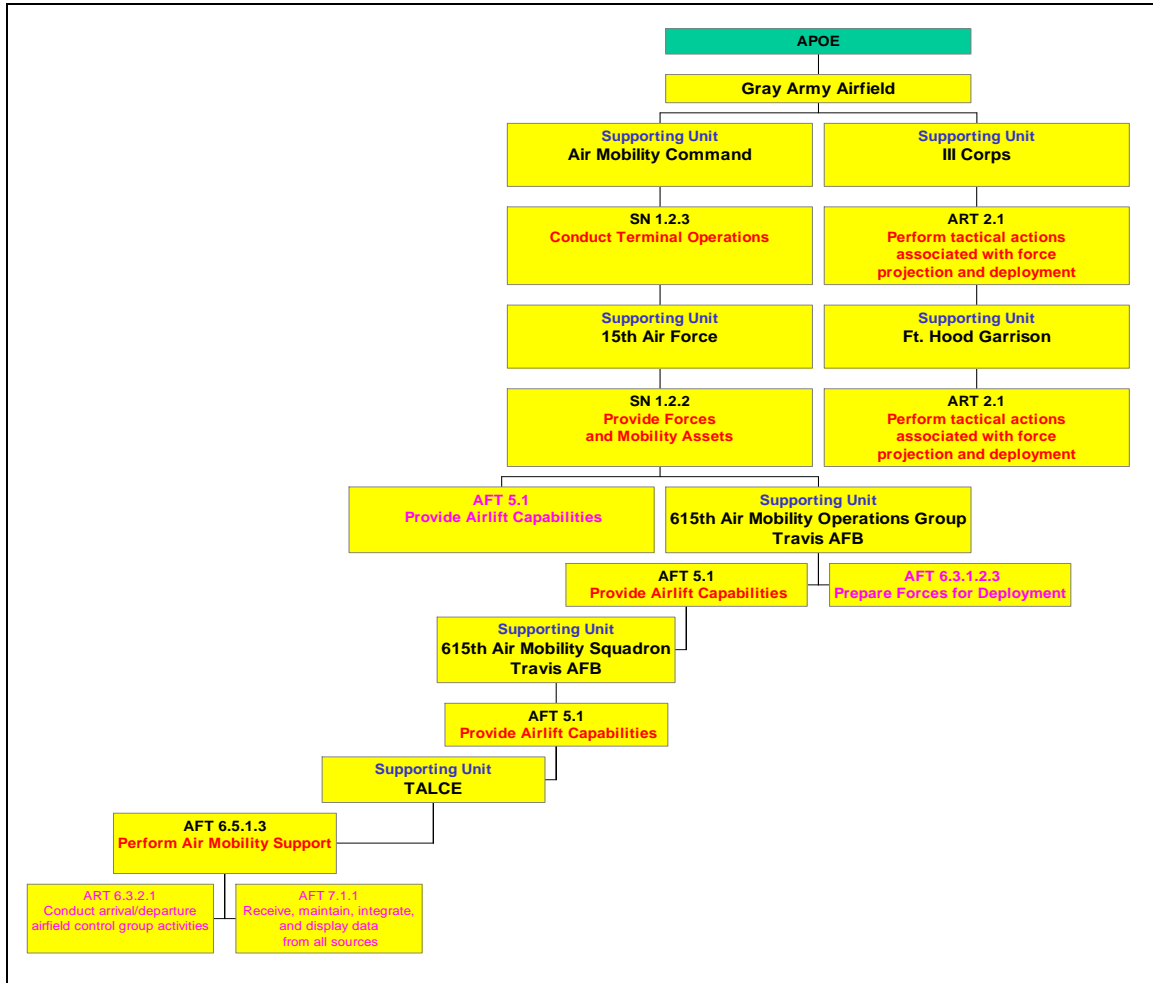 APOE
Gray Army Airfield
Supporting Unit
Air Mobility Command
Supporting Unit
III Corps
SN 1.2.3
Conduct Terminal Operations
ART 2.1
Perform tactical actions
associated with force
projection and deployment
Supporting Unit
15th Air Force
Supporting Unit
Ft. Hood Garrison
SN 1.2.2
Provide Forces
and Mobility Assets
ART 2.1
Perform tactical actions
associated with force
projection and deployment
AFT 5.1
Provide Airlift Capabilities
Supporting Unit
615th Air Mobility Operations Group
Travis AFB
AFT 5.1
Provide Airlift Capabilities
AFT 6.3.1.2.3
Prepare Forces for Deployment
Supporting Unit
615th Air Mobility Squadron
Travis AFB
AFT 5.1
Provide Airlift Capabilities
Supporting Unit
TALCE
AFT 6.5.1.3
Perform Air Mobility Support
ART 6.3.2.1
Conduct arrival/departure
airfield control group activities
AFT 7.1.1
Receive, maintain, integrate,
and display data
from all sources